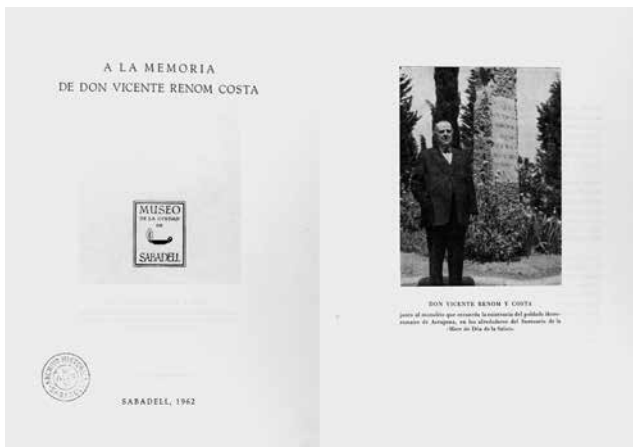 A LA MEMORIA
DE DON VICENTE RENOM COSTA
MUSEO
DE LA CIUDAD
DE
SABADELL
SABADELL, 1962
DON VICENTE RENOM Y COSTA
junto al monolito que recuerda la existencia del poblado ibero-
romano de Arragona, en los alrededores del Santuario de la
«Mare de Déu de la Salut».